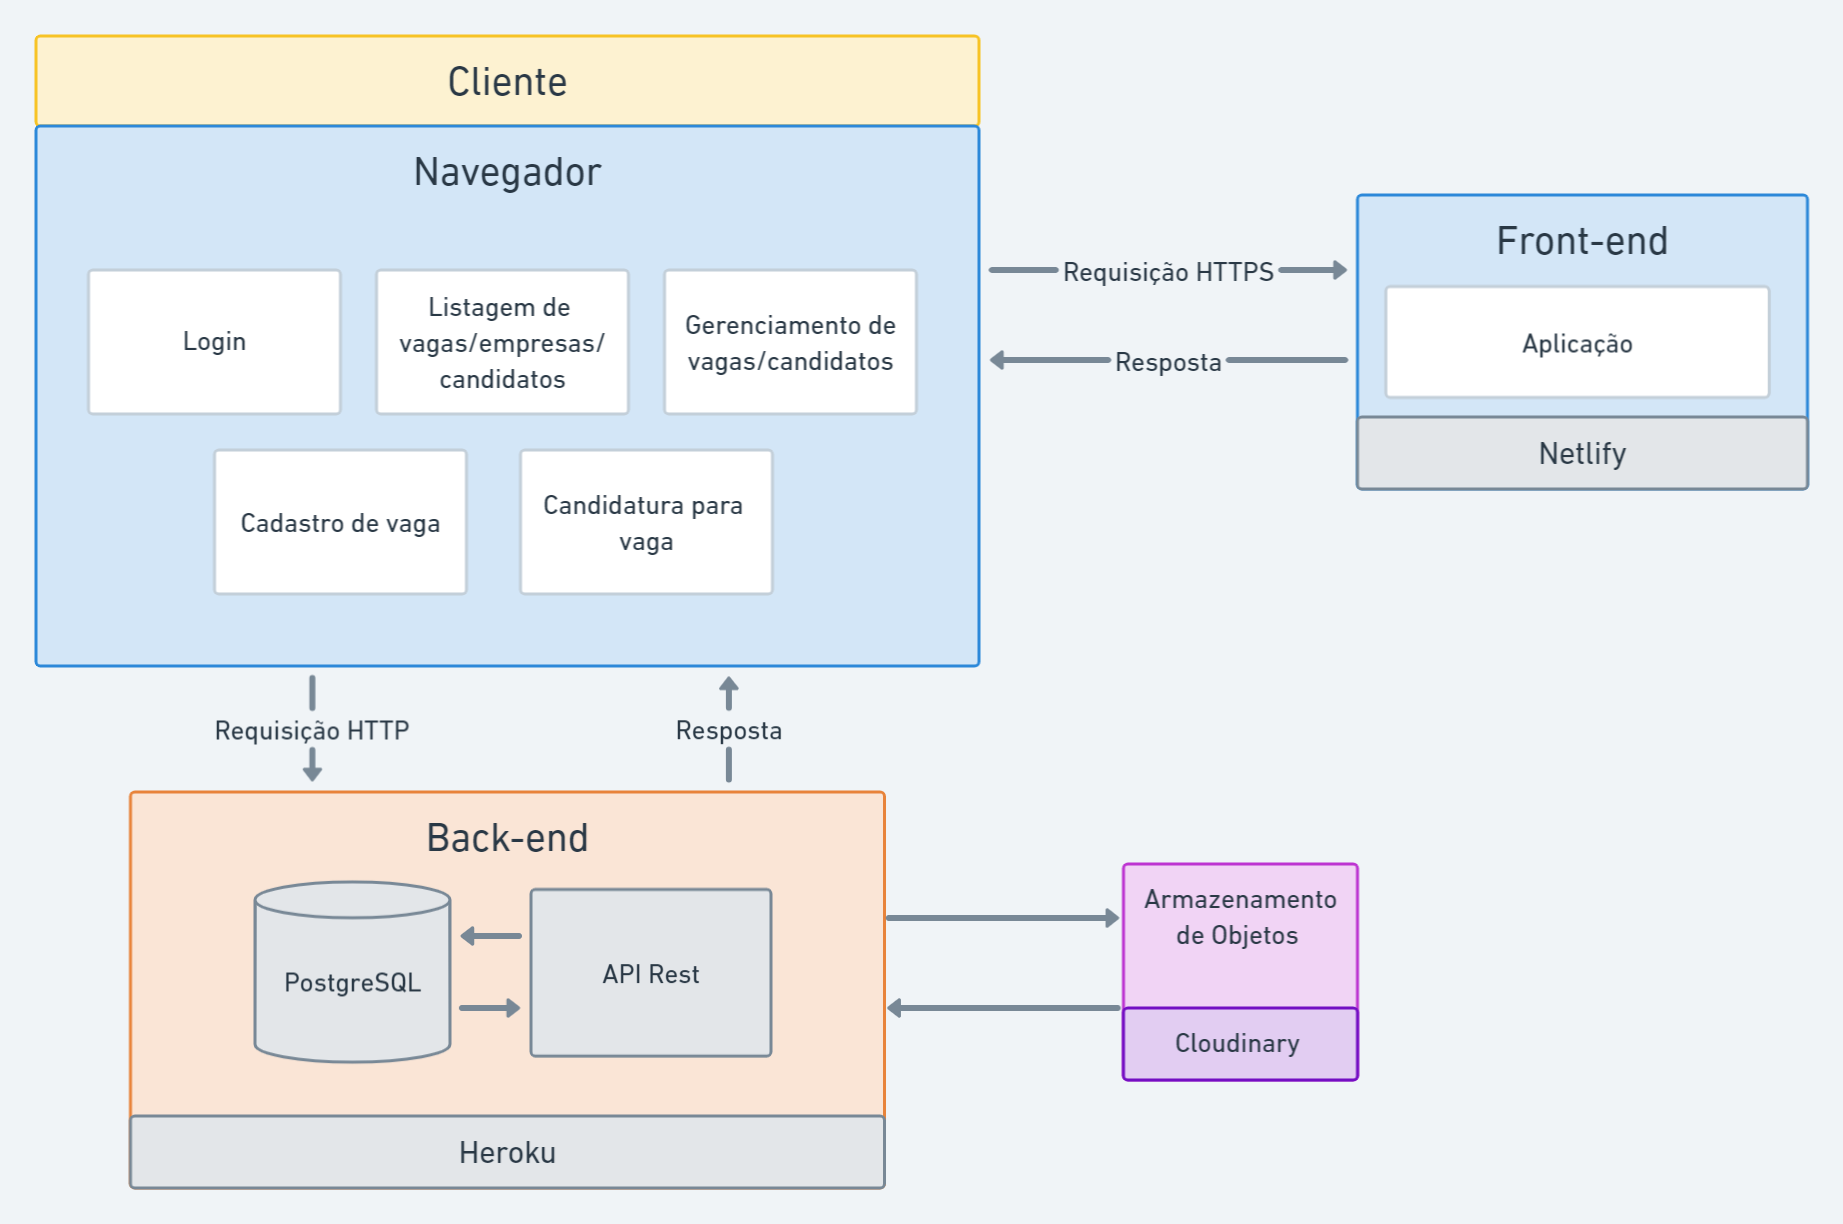 Cliente
Navegador
Login
Listagem de
vagas/empresas/
candidatos
Gerenciamento de
vagas/candidatos
Cadastro de vaga
Candidatura para
vaga
Requisição HTTPS
Resposta
Front-end
Aplicação
Netlify
Requisição HTTP
Resposta
Back-end
PostgreSQL
API Rest
Heroku
Armazenamento
de Objetos
Cloudinary